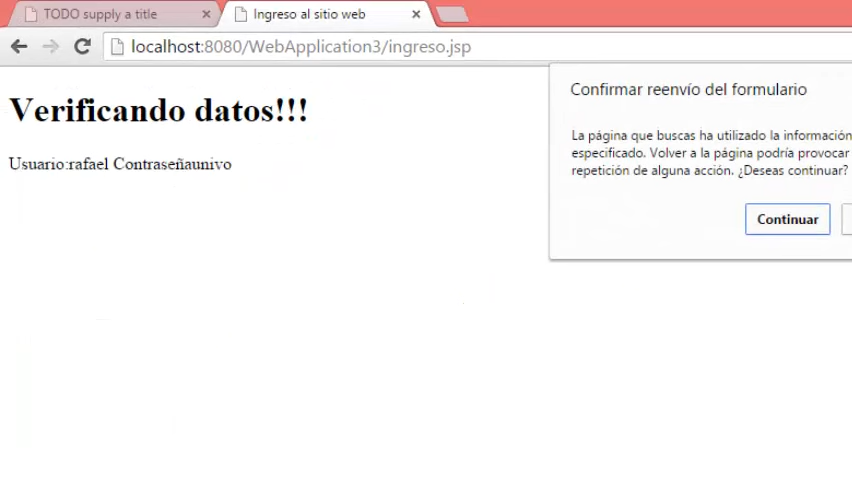 TODO supply a title
Ingreso al sitio web
localhost:8080/WebApplication3/ingreso.jsp
Confirmar reenvío del formulario
Verificando datos!!!
La página que buscas ha utilizado la información
especificado. Volver a la página podría provocar
repetición de alguna acción. ¿Deseas continuar?
Usuario:rafael Contraseñaunivo
Continuar